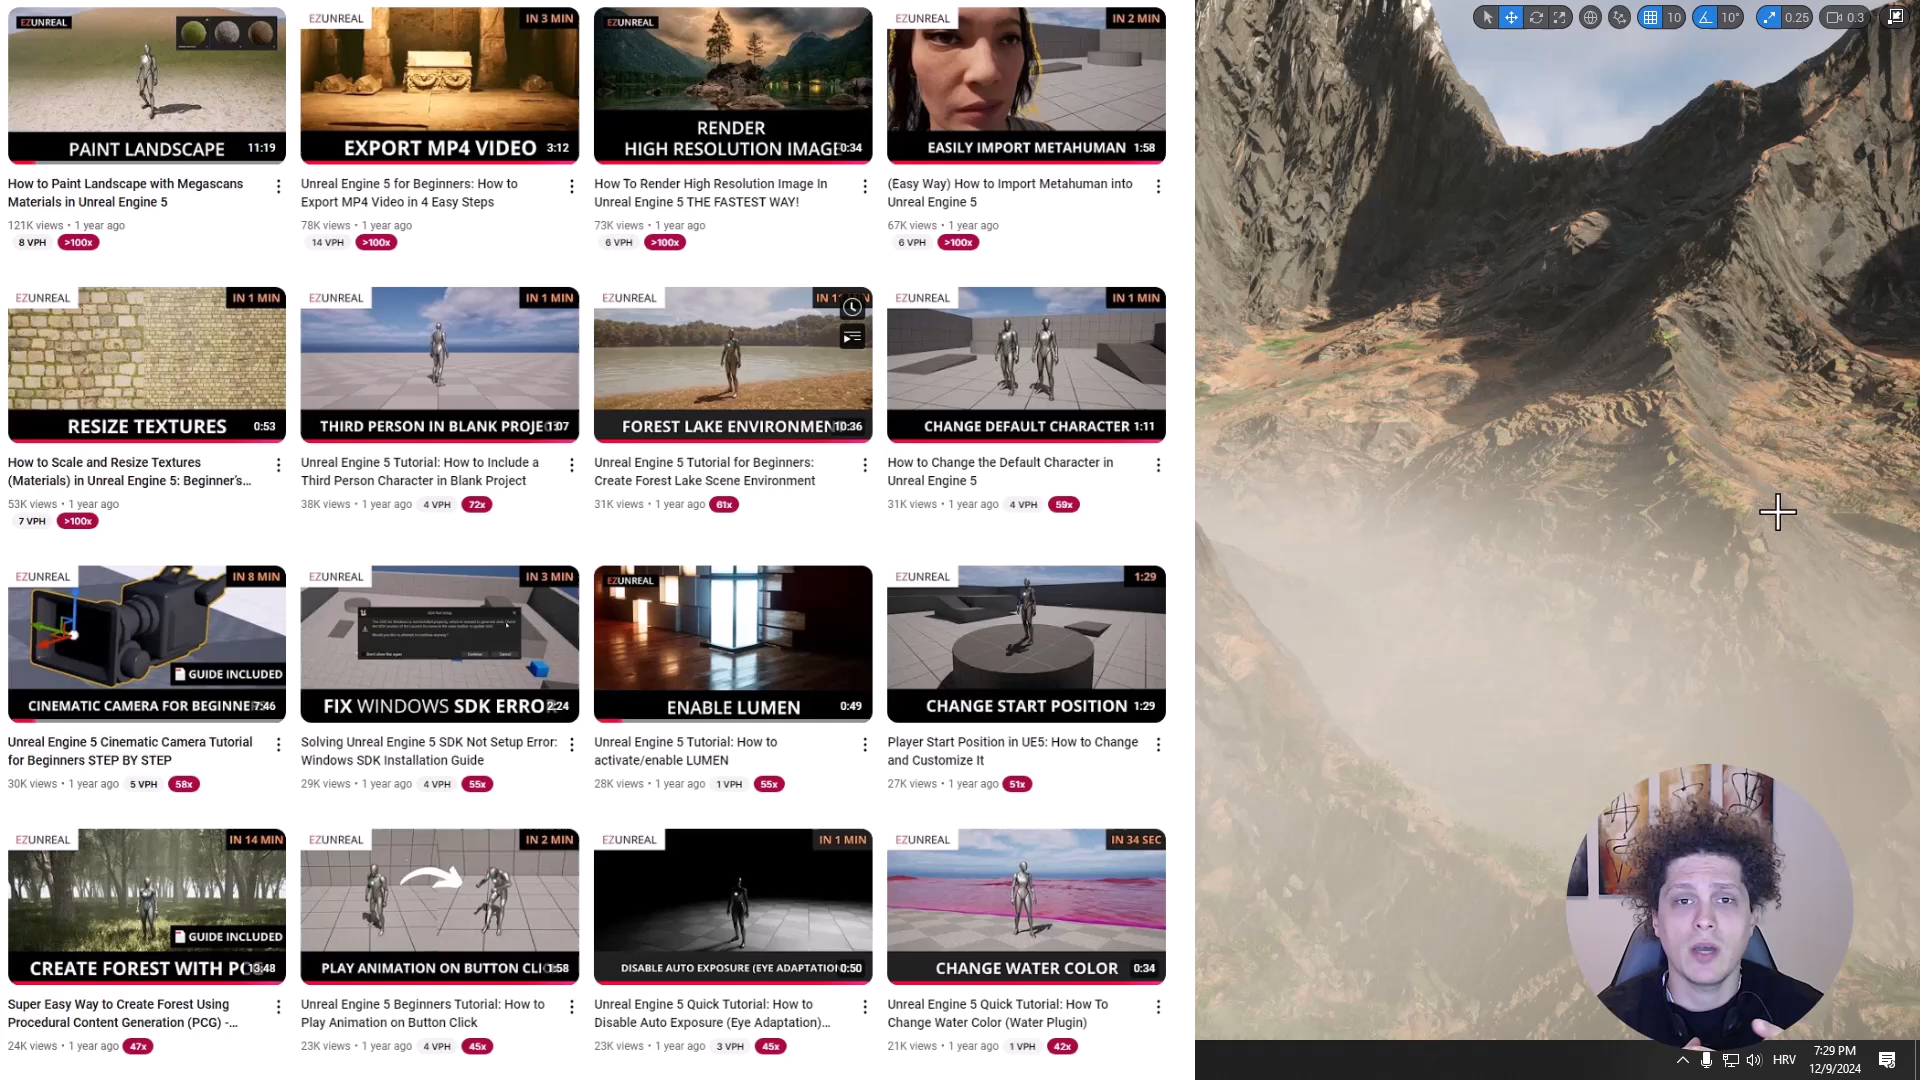 EZUNREAL
PAINT LANDSCAPE
11:19
How to Paint Landscape with Megascans
Materials in Unreal Engine 5
121K views • 1 year ago
8 VPH >100x
EZUNREAL
IN 3 MIN
EXPORT MP4 VIDEO
3:12
Unreal Engine 5 for Beginners: How to
Export MP4 Video in 4 Easy Steps
78K views • 1 year ago
14 VPH >100x
EZUNREAL
RENDER
HIGH RESOLUTION IMAGE
0:34
How To Render High Resolution Image In
Unreal Engine 5 THE FASTEST WAY!
73K views • 1 year ago
6 VPH >100x
EZUNREAL
IN 2 MIN
EASILY IMPORT METAHUMAN
1:58
(Easy Way) How to Import Metahuman into
Unreal Engine 5
67K views • 1 year ago
6 VPH >100x
EZUNREAL
IN 1 MIN
RESIZE TEXTURES
0:53
How to Scale and Resize Textures
(Materials) in Unreal Engine 5: Beginner's...
53K views • 1 year ago
7 VPH >100x
EZUNREAL
IN 1 MIN
THIRD PERSON IN BLANK PROJE
1:07
Unreal Engine 5 Tutorial: How to Include a
Third Person Character in Blank Project
38K views • 1 year ago 4 VPH 72x
EZUNREAL
FOREST LAKE ENVIRONMEN
10:36
Unreal Engine 5 Tutorial for Beginners:
Create Forest Lake Scene Environment
31K views • 1 year ago 61x
EZUNREAL
IN 1 MIN
CHANGE DEFAULT CHARACTER
1:11
How to Change the Default Character in
Unreal Engine 5
31K views • 1 year ago 4 VPH 59x
EZUNREAL
IN 8 MIN
GUIDE INCLUDED
CINEMATIC CAMERA FOR BEGINNE
7:46
Unreal Engine 5 Cinematic Camera Tutorial
for Beginners STEP BY STEP
30K views • 1 year ago 5 VPH 58x
EZUNREAL
IN 3 MIN
FIX WINDOWS SDK ERRO
2:24
Solving Unreal Engine 5 SDK Not Setup Error:
Windows SDK Installation Guide
29K views • 1 year ago 4 VPH 55x
EZUNREAL
ENABLE LUMEN
0:49
Unreal Engine 5 Tutorial: How to
activate/enable LUMEN
28K views • 1 year ago 1 VPH 55x
EZUNREAL
1:29
CHANGE START POSITION
1:29
Player Start Position in UE5: How to Change
and Customize It
27K views • 1 year ago 51x
EZUNREAL
IN 14 MIN
GUIDE INCLUDED
CREATE FOREST WITH PC
13:48
Super Easy Way to Create Forest Using
Procedural Content Generation (PCG) -...
24K views • 1 year ago 47x
EZUNREAL
IN 2 MIN
PLAY ANIMATION ON BUTTON CLI
1:58
Unreal Engine 5 Beginners Tutorial: How to
Play Animation on Button Click
23K views • 1 year ago 4 VPH 45x
EZUNREAL
IN 1 MIN
DISABLE AUTO EXPOSURE (EYE ADAPTATION
0:50
Unreal Engine 5 Quick Tutorial: How to
Disable Auto Exposure (Eye Adaptation)...
23K views • 1 year ago 3 VPH 45x
EZUNREAL
IN 34 SEC
CHANGE WATER COLOR
0:34
Unreal Engine 5 Quick Tutorial: How To
Change Water Color (Water Plugin)
21K views • 1 year ago 1 VPH 42x
10 10° 0.25 0.3
HRV
7:29 PM
12/9/2024